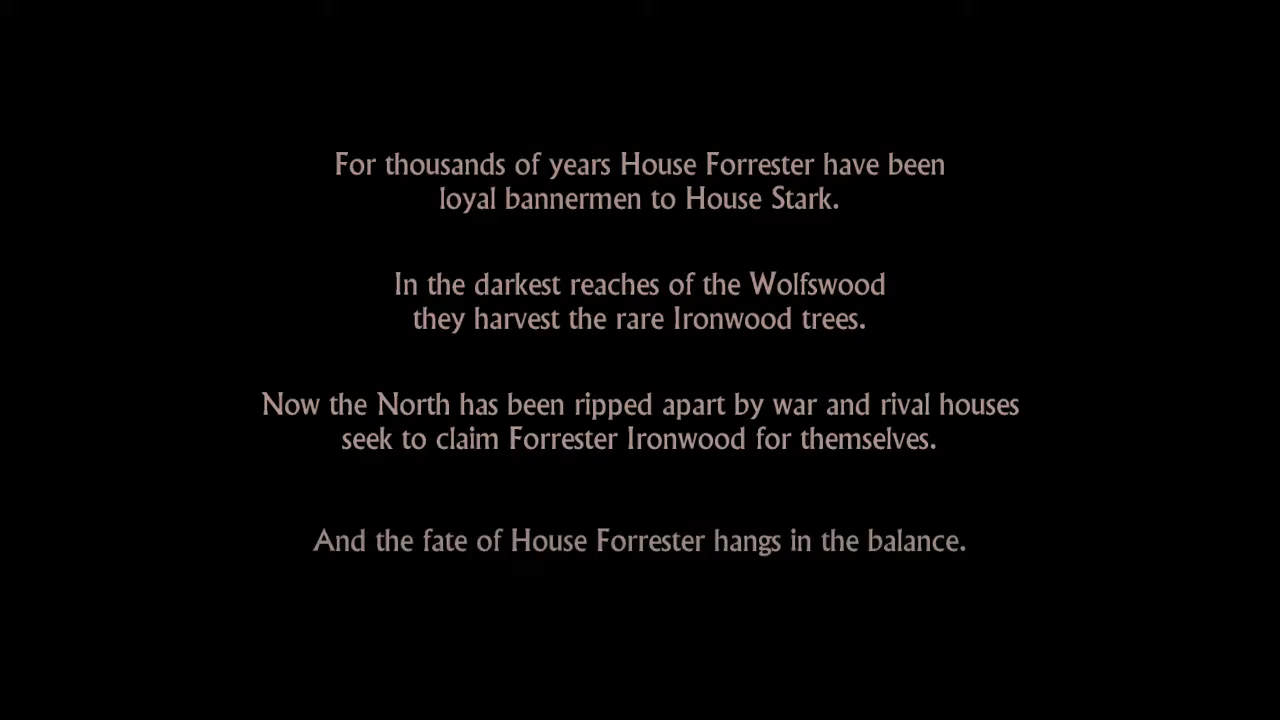 For thousands of years House Forrester have been
loyal bannermen to House Stark.
In the darkest reaches of the Wolfswood
they harvest the rare Ironwood trees.
Now the North has been ripped apart by war and rival houses
seek to claim Forrester Ironwood for themselves.
And the fate of House Forrester hangs in the balance.